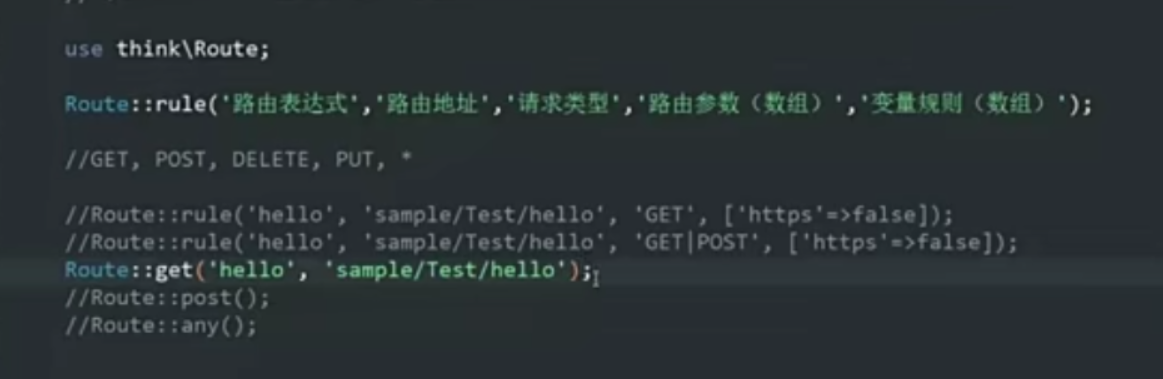 use think\Route;
Route::rule('路由表达式','路由地址','请求类型','路由参数（数组）','变量规则（数组）');
//GET, POST, DELETE, PUT, *
//Route::rule('hello', 'sample/Test/hello', 'GET', ['https'=>false]);
//Route::rule('hello', 'sample/Test/hello', 'GET|POST', ['https'=>false]);
Route::get('hello', 'sample/Test/hello');
//Route::post();
//Route::any();